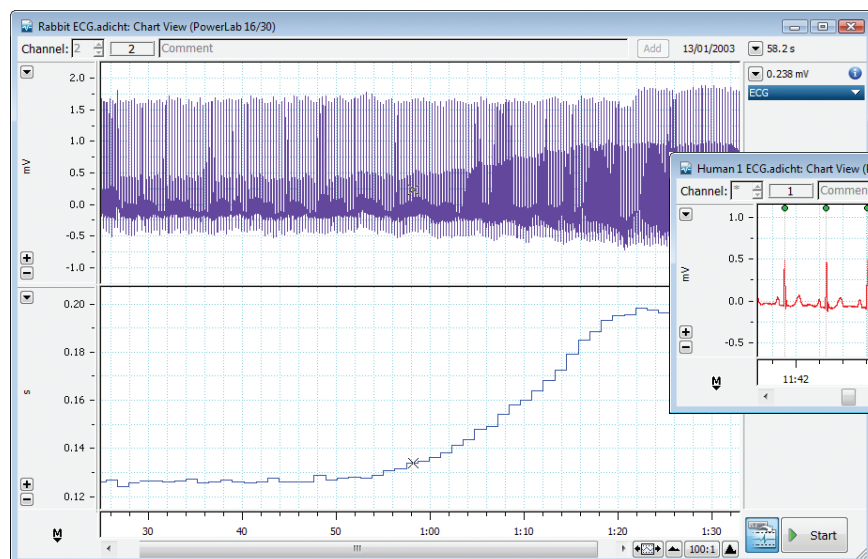 Rabbit ECG.adicht: Chart View (PowerLab 16/30)
Channel: 2 2 Comment Add 13/01/2003 58.2 s
0.238 mV
ECG
2.0
1.5
1.0
0.5
0.0
-0.5
-1.0
mV
Human 1 ECG.adicht: Chart View (
Channel: * 1 Commen
1.0
0.5
0.0
-0.5
mV
11:42
M
0.20
0.18
0.16
0.14
0.12
s
M
30 40 50 1:00 1:10 1:20 1:30
100:1
Start